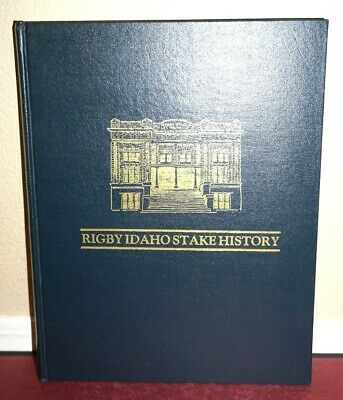 RIGBY IDAHO STAKE HISTORY